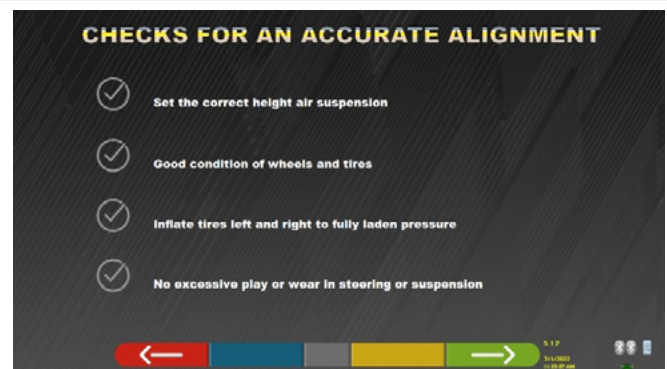 CHECKS FOR AN ACCURATE ALIGNMENT
Set the correct height air suspension
Good condition of wheels and tires
Inflate tires left and right to fully laden pressure
No excessive play or wear in steering or suspension